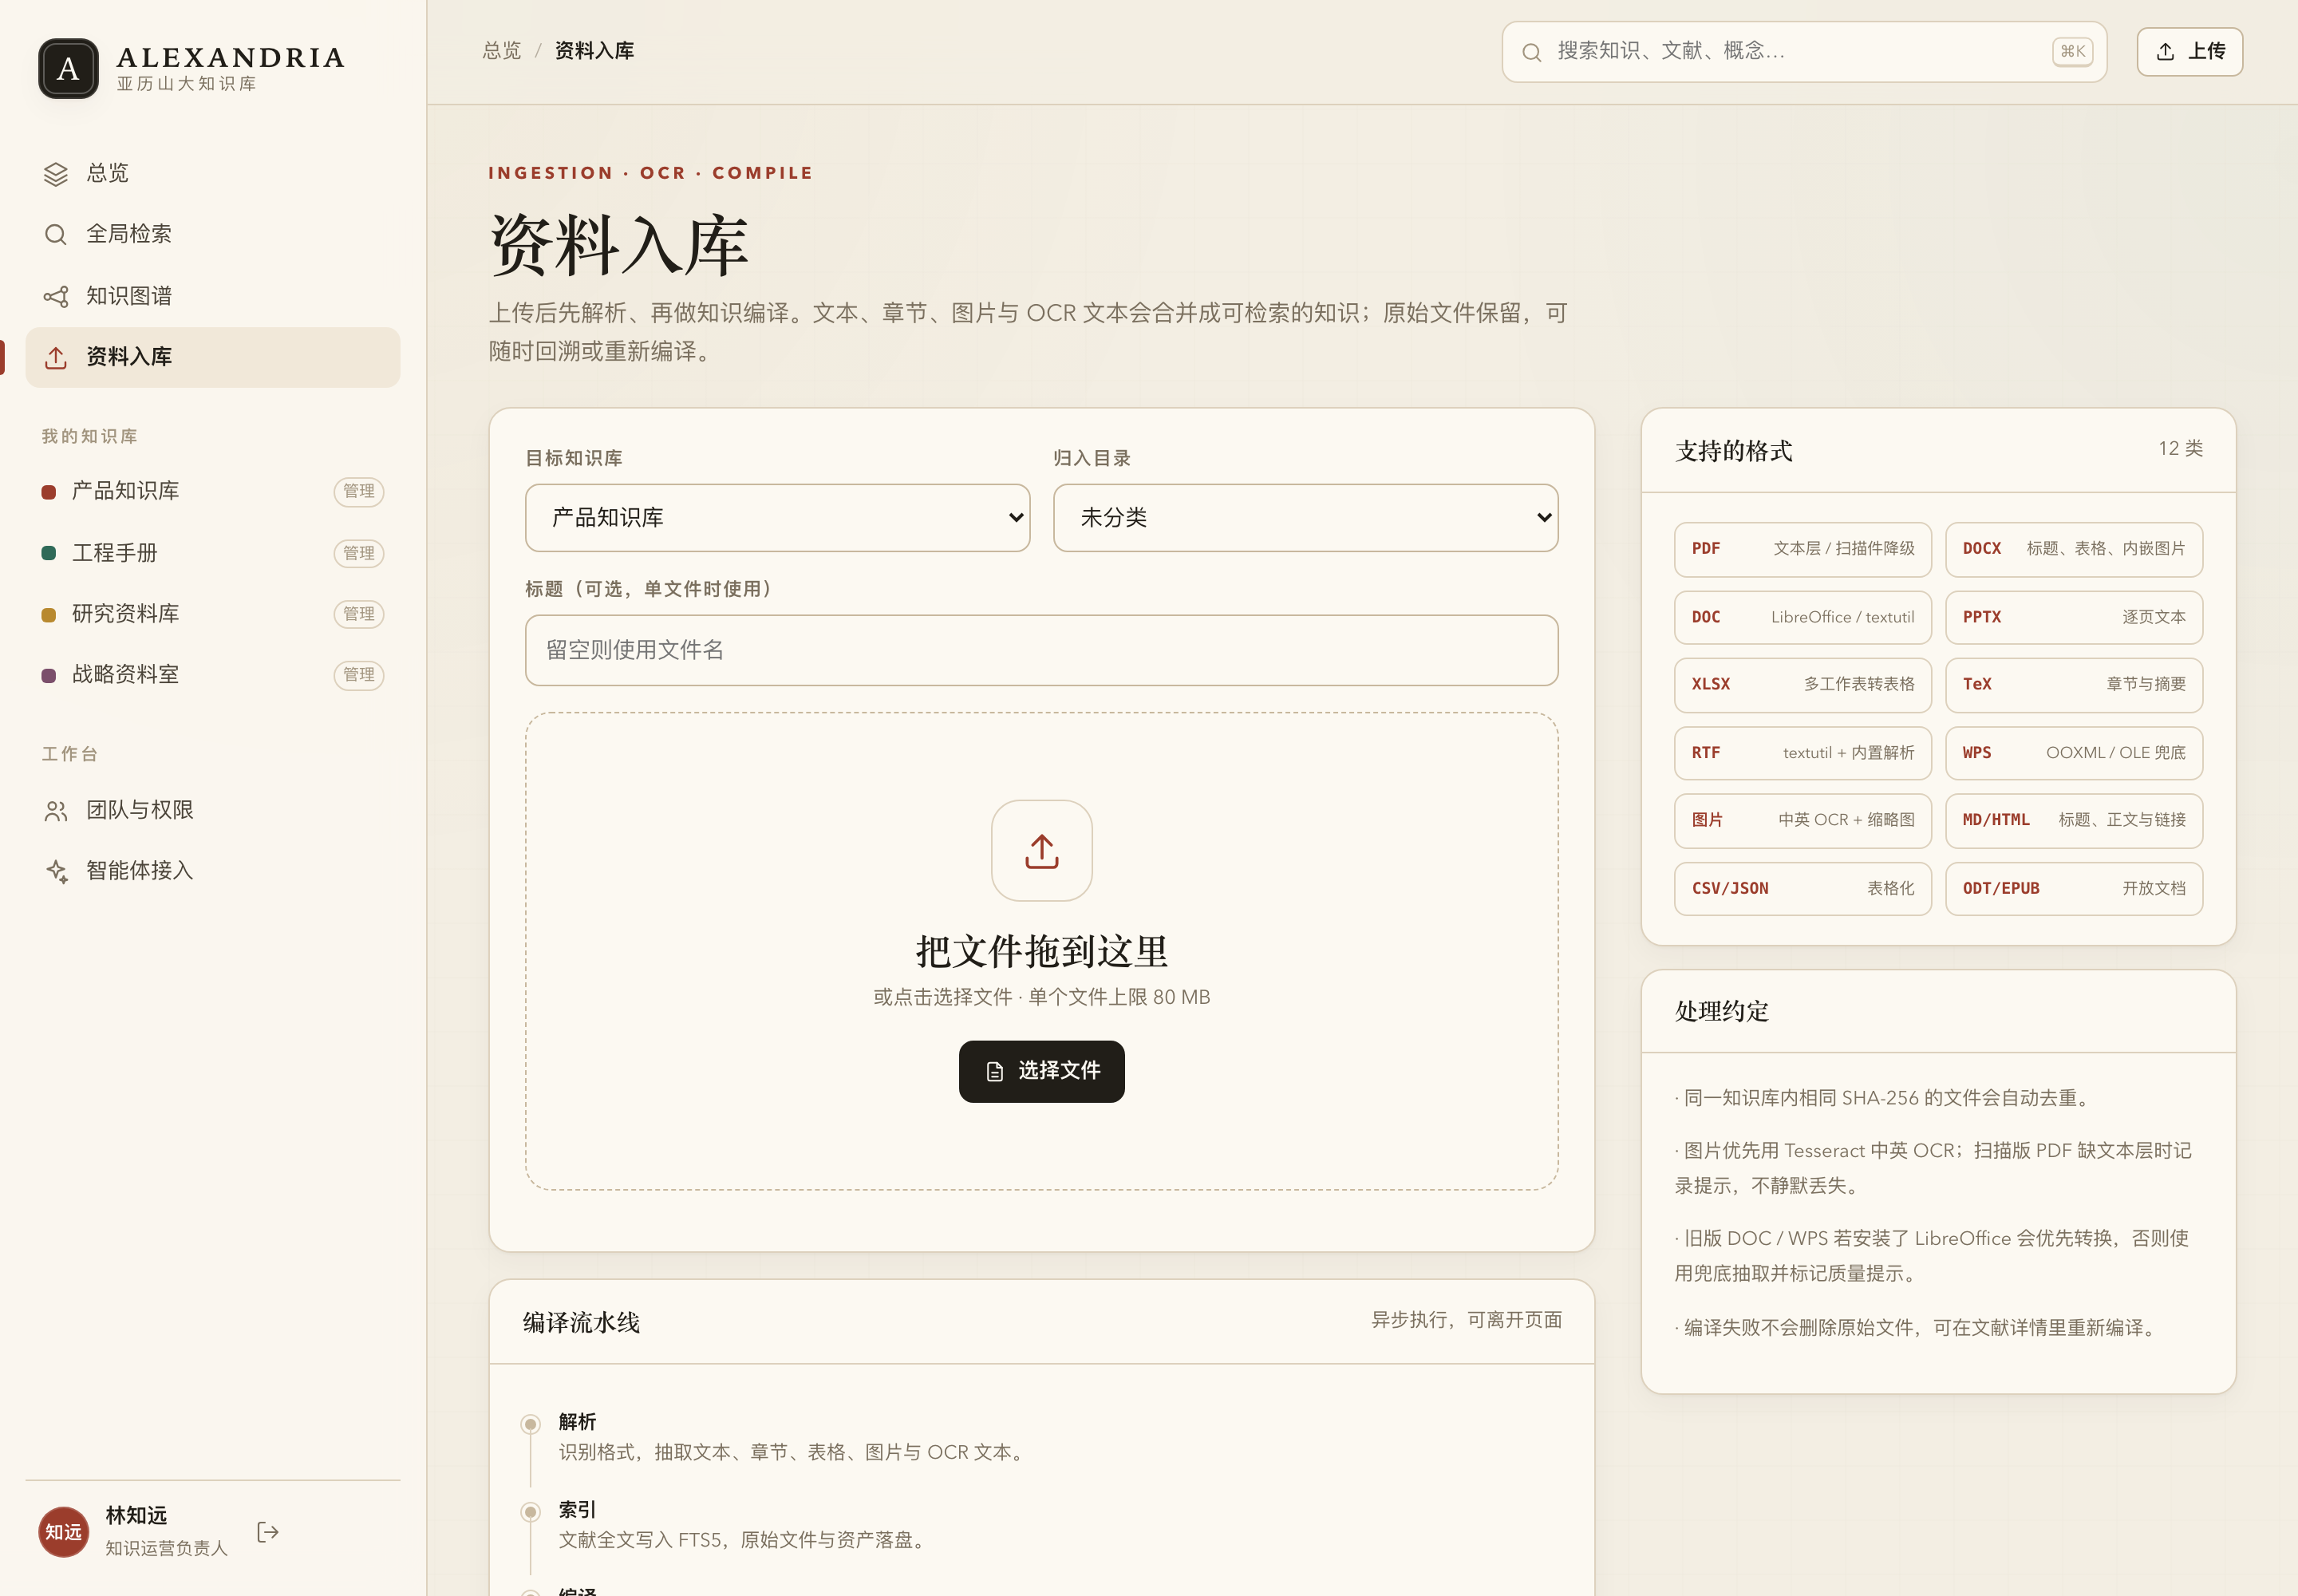 A
ALEXANDRIA
亚历山大知识库
总览
全局检索
知识图谱
资料入库
我的知识库
产品知识库 管理
工程手册 管理
研究资料库 管理
战略资料室 管理
工作台
团队与权限
智能体接入
知远
林知远
知识运营负责人
总览 / 资料入库
搜索知识、文献、概念… ⌘K
上传
INGESTION · OCR · COMPILE
资料入库
上传后先解析、再做知识编译。文本、章节、图片与 OCR 文本会合并成可检索的知识；原始文件保留，可
随时回溯或重新编译。
目标知识库
产品知识库
归入目录
未分类
标题（可选，单文件时使用）
留空则使用文件名
把文件拖到这里
或点击选择文件 · 单个文件上限 80 MB
选择文件
编译流水线 异步执行，可离开页面
解析
识别格式，抽取文本、章节、表格、图片与 OCR 文本。
索引
文献全文写入 FTS5，原始文件与资产落盘。
编译
支持的格式 12 类
PDF 文本层 / 扫描件降级
DOCX 标题、表格、内嵌图片
DOC LibreOffice / textutil
PPTX 逐页文本
XLSX 多工作表转表格
TeX 章节与摘要
RTF textutil + 内置解析
WPS OOXML / OLE 兜底
图片 中英 OCR + 缩略图
MD/HTML 标题、正文与链接
CSV/JSON 表格化
ODT/EPUB 开放文档
处理约定
· 同一知识库内相同 SHA-256 的文件会自动去重。
· 图片优先用 Tesseract 中英 OCR；扫描版 PDF 缺文本层时记
录提示，不静默丢失。
· 旧版 DOC / WPS 若安装了 LibreOffice 会优先转换，否则使
用兜底抽取并标记质量提示。
· 编译失败不会删除原始文件，可在文献详情里重新编译。